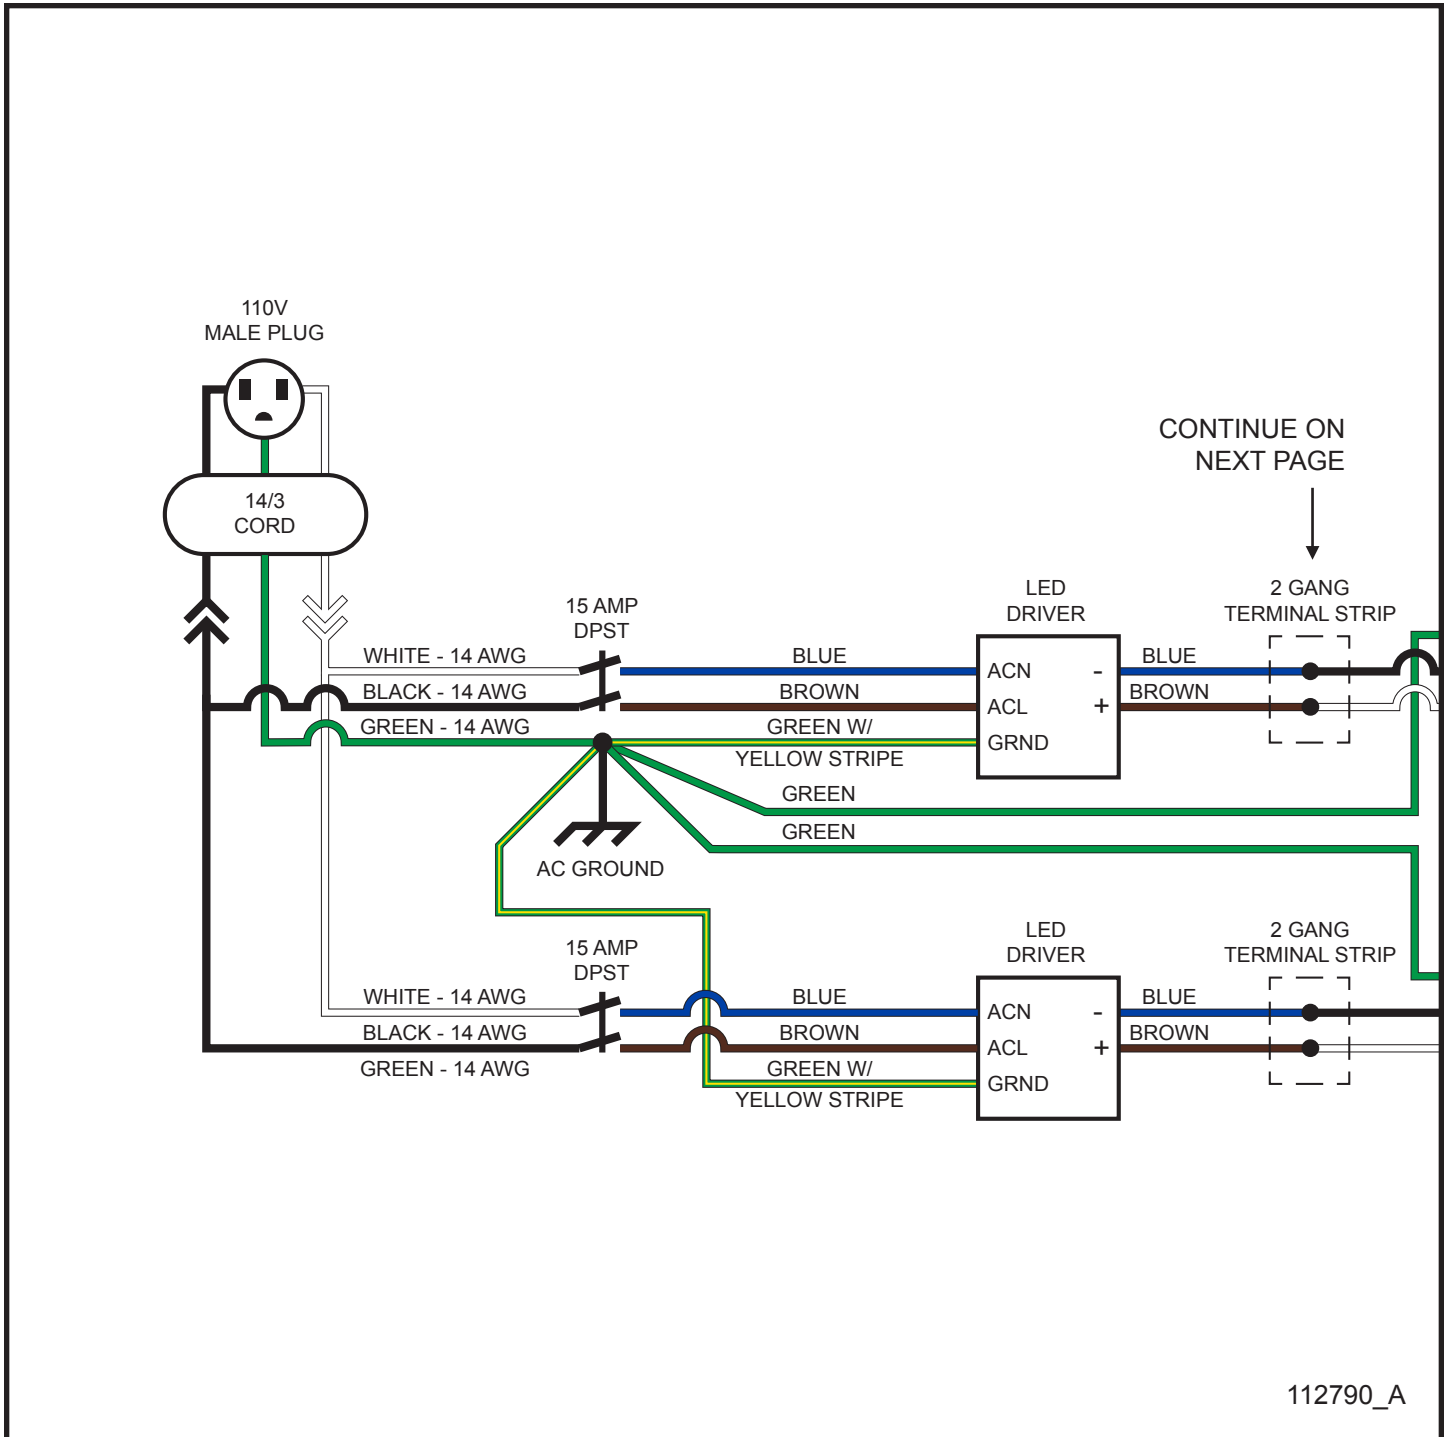 110V
MALE PLUG
14/3
CORD
CONTINUE ON
NEXT PAGE
15 AMP
DPST
LED
DRIVER
2 GANG
TERMINAL STRIP
WHITE - 14 AWG
BLUE
ACN
-
BLUE
BLACK - 14 AWG
BROWN
ACL
+
BROWN
GREEN - 14 AWG
GREEN W/
YELLOW STRIPE
GRND
GREEN
GREEN
AC GROUND
15 AMP
DPST
LED
DRIVER
2 GANG
TERMINAL STRIP
WHITE - 14 AWG
BLUE
ACN
-
BLUE
BLACK - 14 AWG
BROWN
ACL
+
BROWN
GREEN - 14 AWG
GREEN W/
YELLOW STRIPE
GRND
112790_A